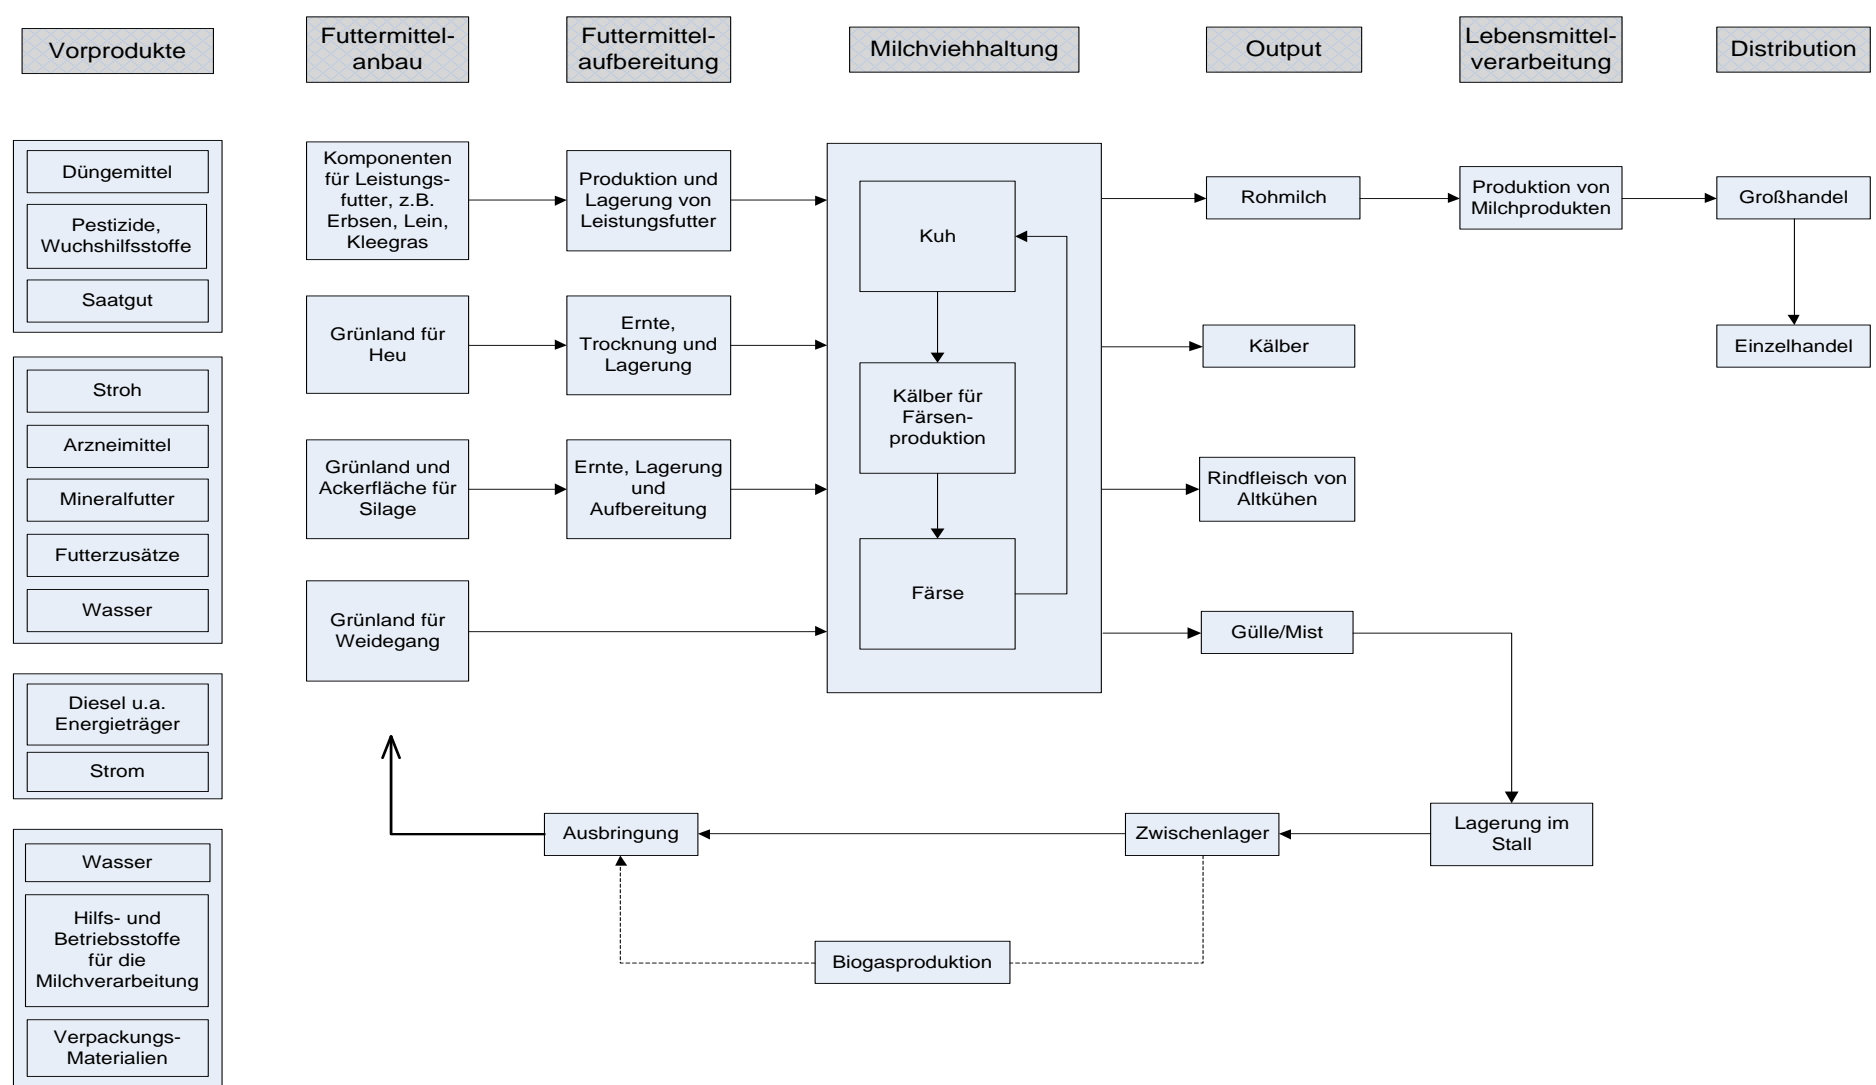 Vorprodukte
Futtermittel-
anbau
Futtermittel-
aufbereitung
Milchviehhaltung
Output
Lebensmittel-
verarbeitung
Distribution
Düngemittel
Pestizide,
Wuchshilfsstoffe
Saatgut
Stroh
Arzneimittel
Mineralfutter
Futterzusätze
Wasser
Diesel u.a.
Energieträger
Strom
Wasser
Hilfs- und
Betriebsstoffe
für die
Milchverarbeitung
Verpackungs-
Materialien
Komponenten
für Leistungs-
futter, z.B.
Erbsen, Lein,
Kleegras
Grünland für
Heu
Grünland und
Ackerfläche für
Silage
Grünland für
Weidegang
Produktion und
Lagerung von
Leistungsfutter
Ernte,
Trocknung und
Lagerung
Ernte, Lagerung
und
Aufbereitung
Kuh
Kälber für
Färsen-
produktion
Färse
Rohmilch
Kälber
Rindfleisch von
Altkühen
Gülle/Mist
Produktion von
Milchprodukten
Großhandel
Einzelhandel
Lagerung im
Stall
Zwischenlager
Ausbringung
Biogasproduktion